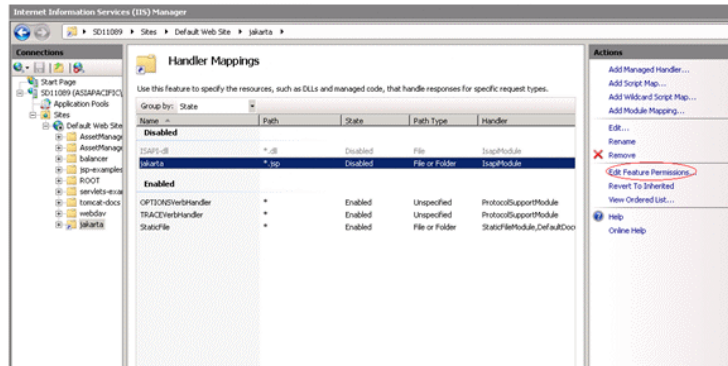 Internet Information Services (IIS) Manager
SD11089 Sites Default Web Site jakarta
Connections
Start Page
SD11089 (ASIAPACIFIC\
Application Pools
Sites
Default Web Site
AssetManag
AssetManag
balancer
jsp-examples
ROOT
servlets-exa
tomcat-docs
webdav
jakarta
Handler Mappings
Use this feature to specify the resources, such as DLLs and managed code, that handle responses for specific request types.
Group by: State
Name Path State Path Type Handler
Disabled
ISAPI-dll *.dll Disabled File IsapiModule
jakarta *.jsp Disabled File or Folder IsapiModule
Enabled
OPTIONSVerbHandler * Enabled Unspecified ProtocolSupportModule
TRACEVerbHandler * Enabled Unspecified ProtocolSupportModule
StaticFile * Enabled File or Folder StaticFileModule,DefaultDoc
Actions
Add Managed Handler...
Add Script Map...
Add Wildcard Script Map...
Add Module Mapping...
Edit...
Rename
Remove
Edit Feature Permissions...
Revert To Inherited
View Ordered List...
Help
Online Help